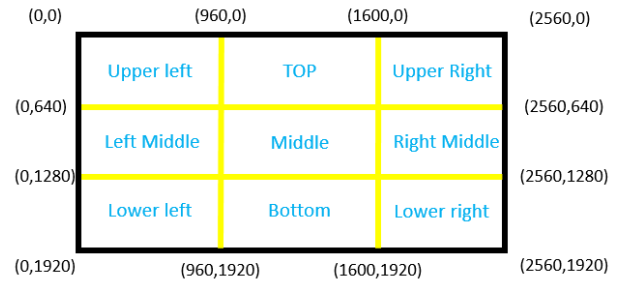 (0,0) (960,0) (1600,0) (2560,0)
Upper left TOP Upper Right
(0,640) (2560,640)
Left Middle Middle Right Middle
(0,1280) (2560,1280)
Lower left Bottom Lower right
(0,1920) (960,1920) (1600,1920) (2560,1920)